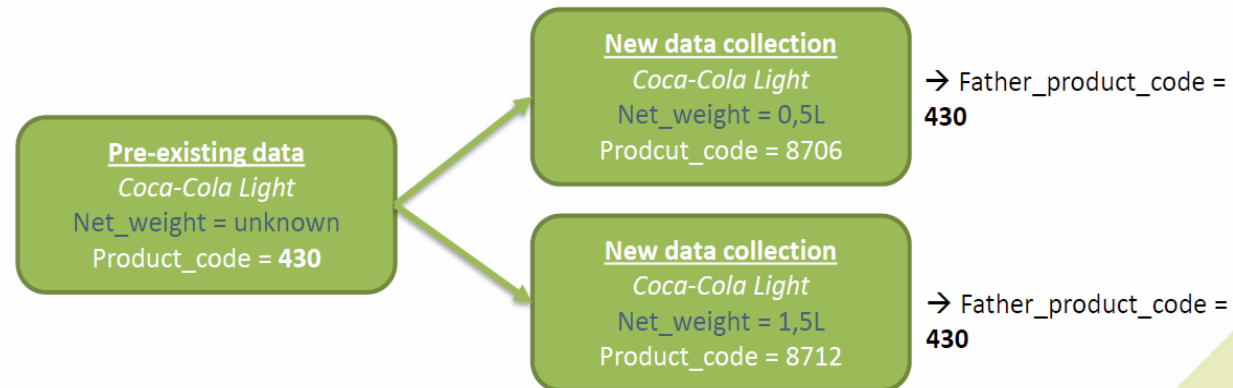 Pre-existing data
Coca-Cola Light
Net_weight = unknown
Product_code = 430
New data collection
Coca-Cola Light
Net_weight = 0,5L
Prodcut_code = 8706
→ Father_product_code =
430
New data collection
Coca-Cola Light
Net_weight = 1,5L
Product_code = 8712
→ Father_product_code =
430